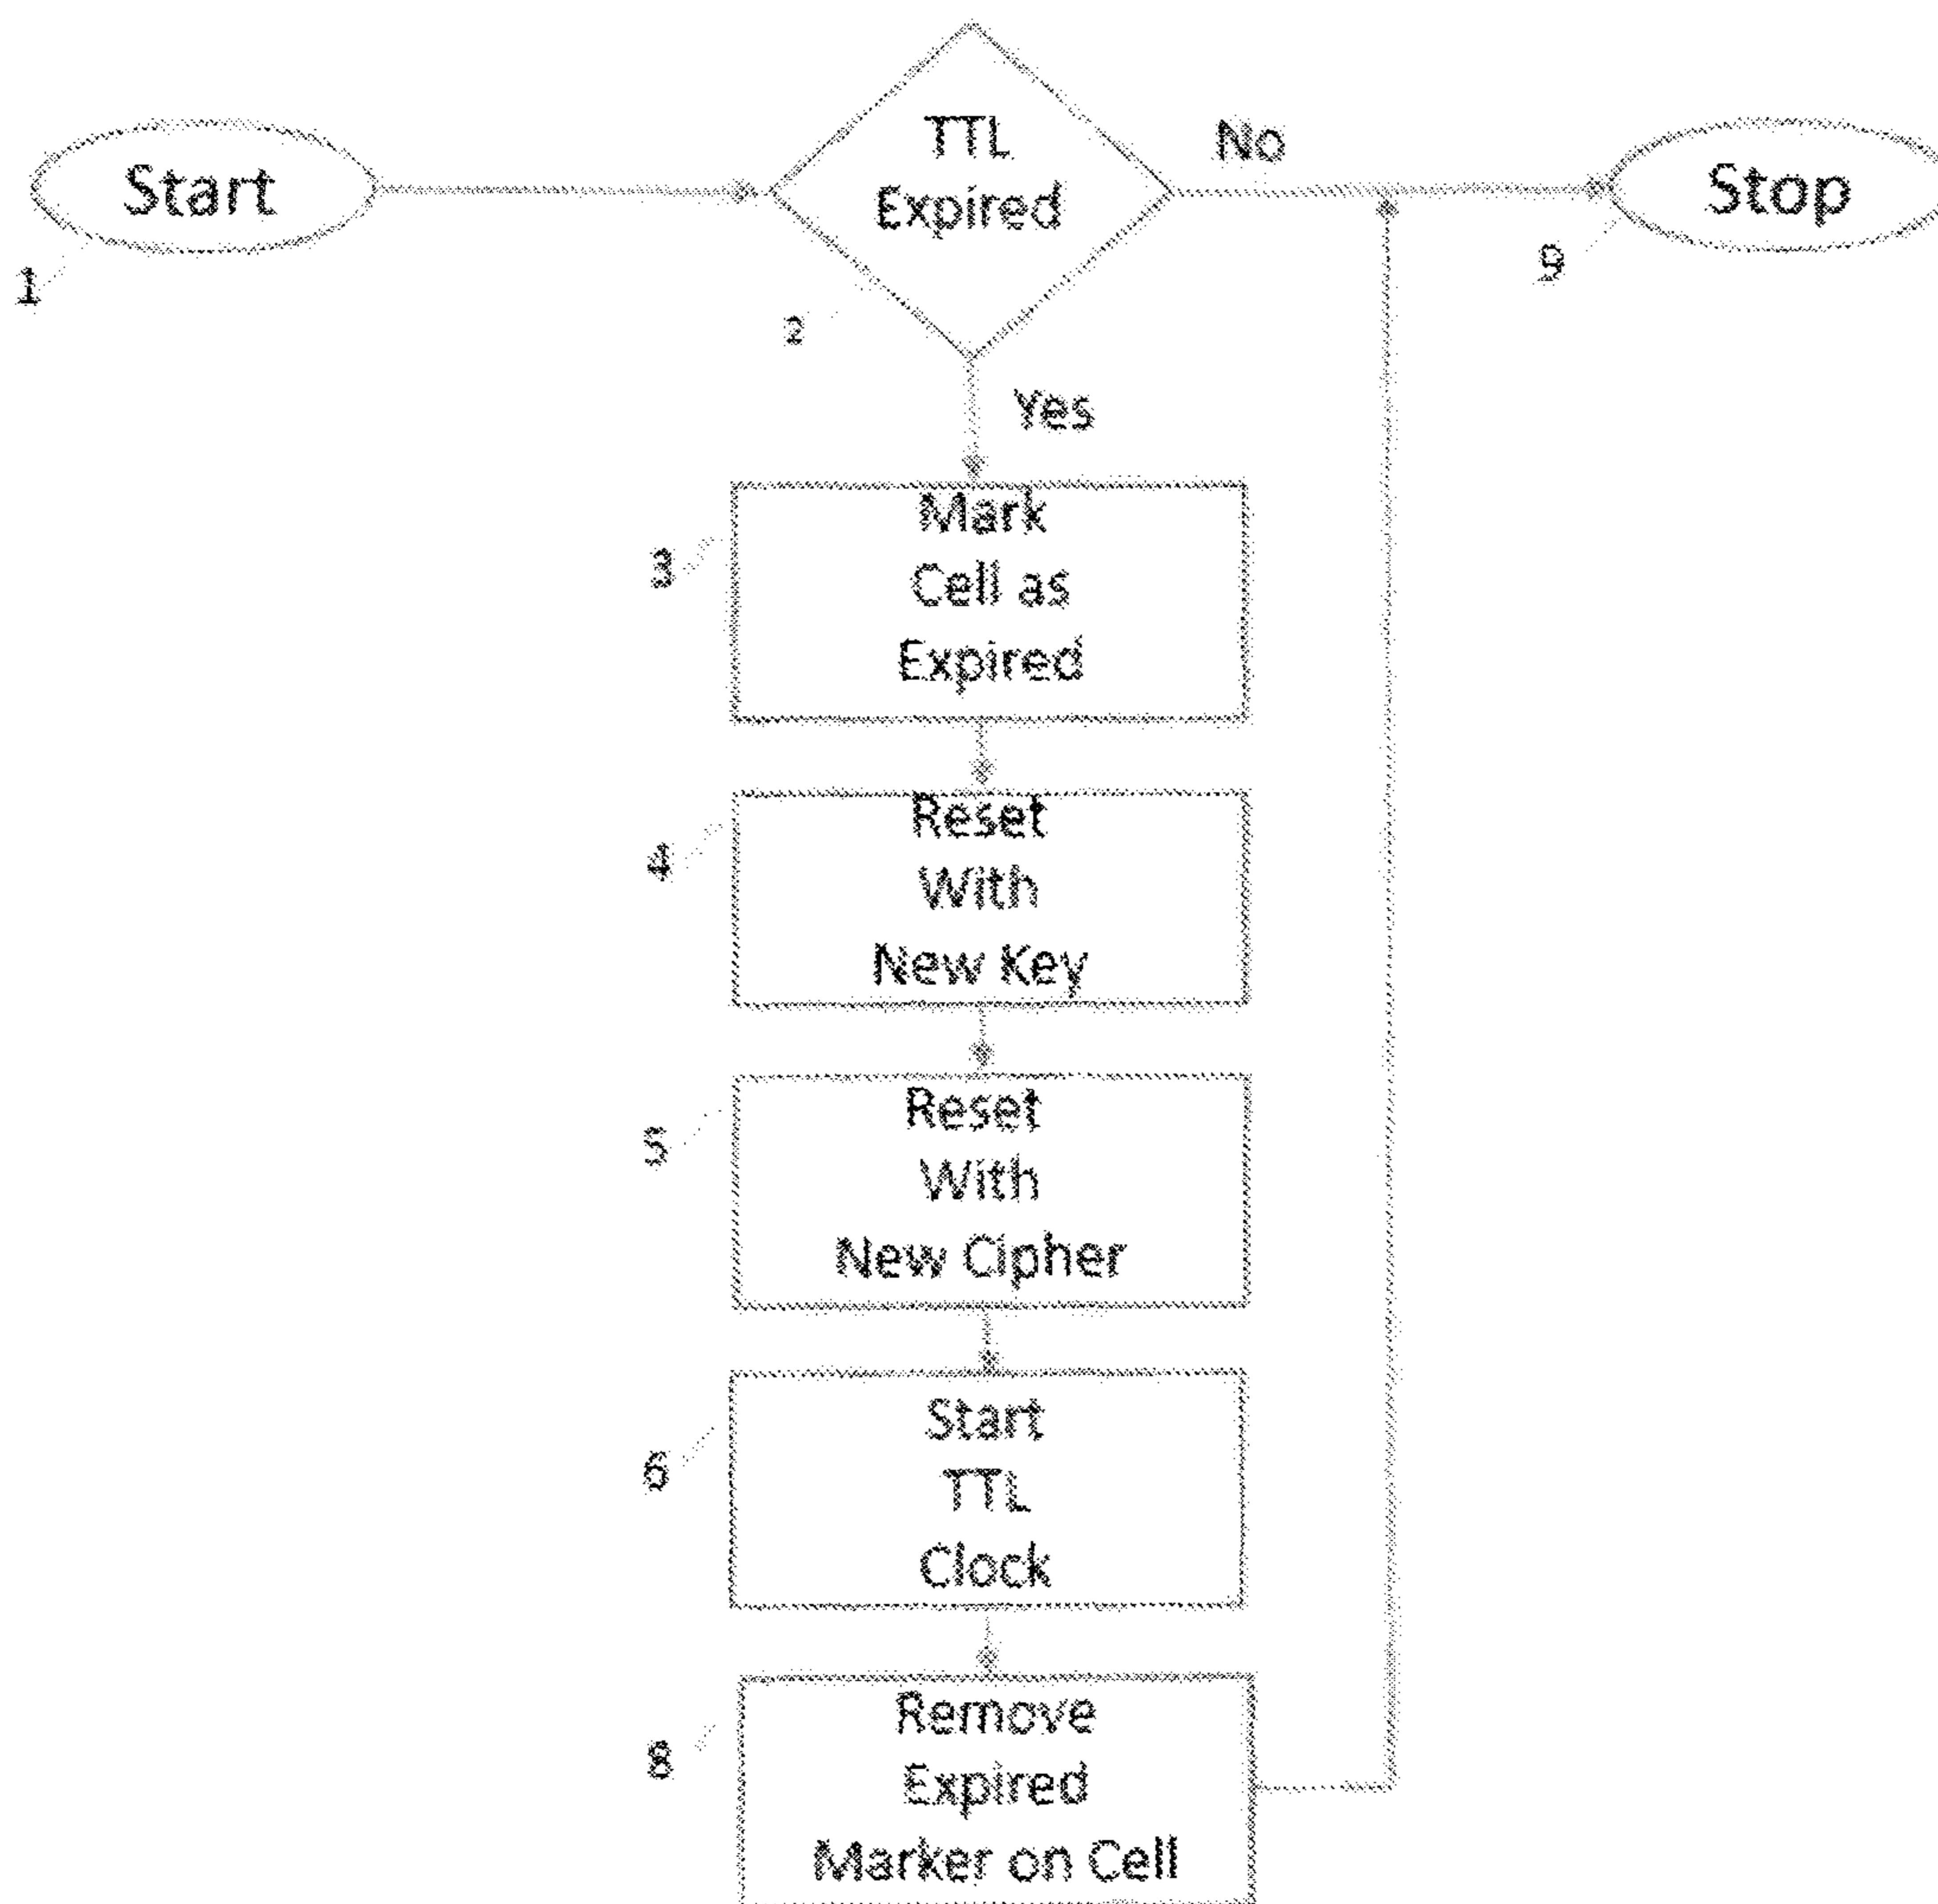 Start
1
TTL
Expired
2
No
Stop
9
Yes
Mark
Cell as
Expired
3
Reset
With
New Key
4
Reset
With
New Cipher
5
Start
TTL
Clock
6
Remove
Expired
Marker on Cell
8